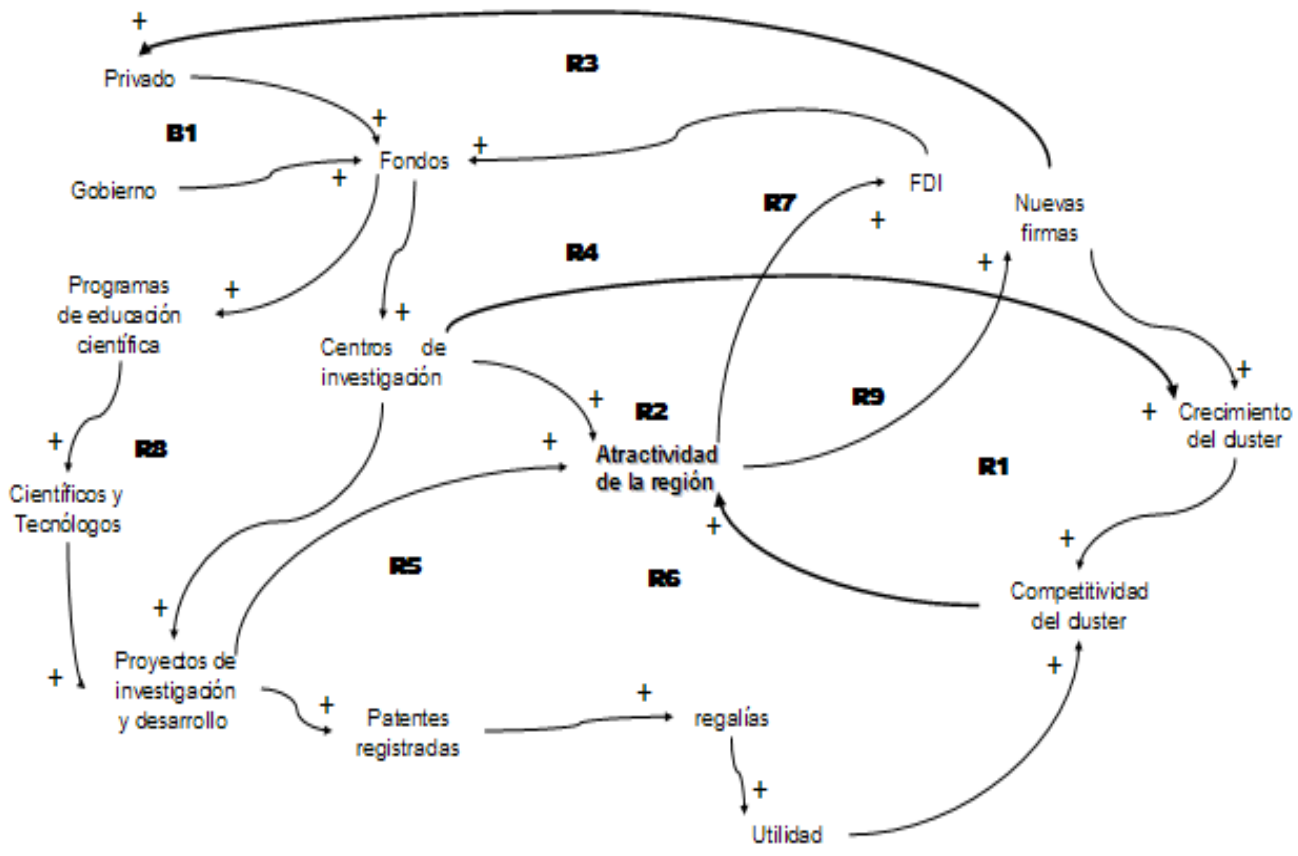 +
R3
Privado
+
B1
+
Fondos
+
Gobierno
+
FDI
R7
+
Nuevas
firmas
R4
+
Programas
de educación
científica
+
+
Centros de
investigación
+
R2
R9
+
+
Crecimiento
del cluster
+
R8
+
Atractividad
de la región
R1
Científicos y
Tecnólogos
+
+
R5
R6
Competitividad
del cluster
+
+
+
Proyectos de
investigación
y desarrollo
+
Patentes
registradas
+
regalías
+
Utilidad